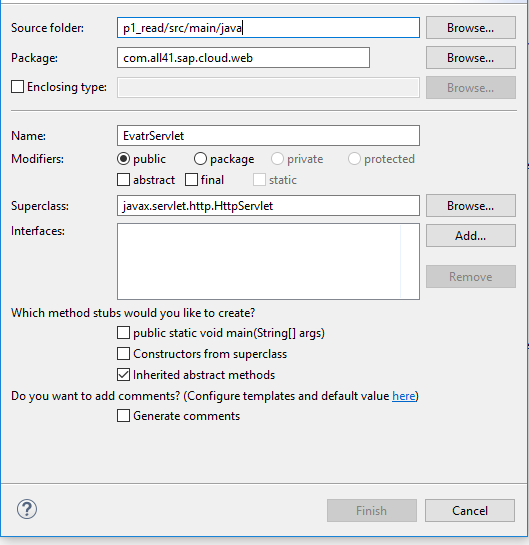 Source folder: p1_read/src/main/java Browse...
Package: com.all41.sap.cloud.web Browse...
Enclosing type: Browse...
Name: EvatrServlet
Modifiers: public package private protected
abstract final static
Superclass: javax.servlet.http.HttpServlet Browse...
Interfaces: Add...
Remove
Which method stubs would you like to create?
public static void main(String[] args)
Constructors from superclass
Inherited abstract methods
Do you want to add comments? (Configure templates and default value here)
Generate comments
? Finish Cancel